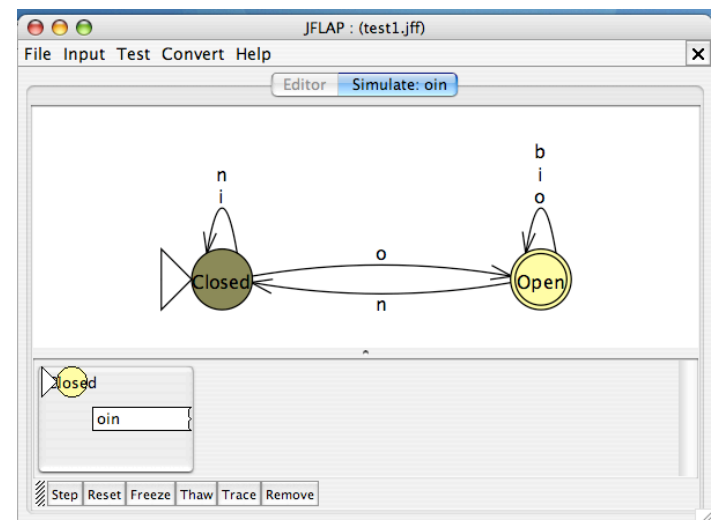 JFLAP : (test1.jff)
File Input Test Convert Help
Editor Simulate: oin
b
n i
i o
o
Closed Open
n
Closed
oin
Step Reset Freeze Thaw Trace Remove